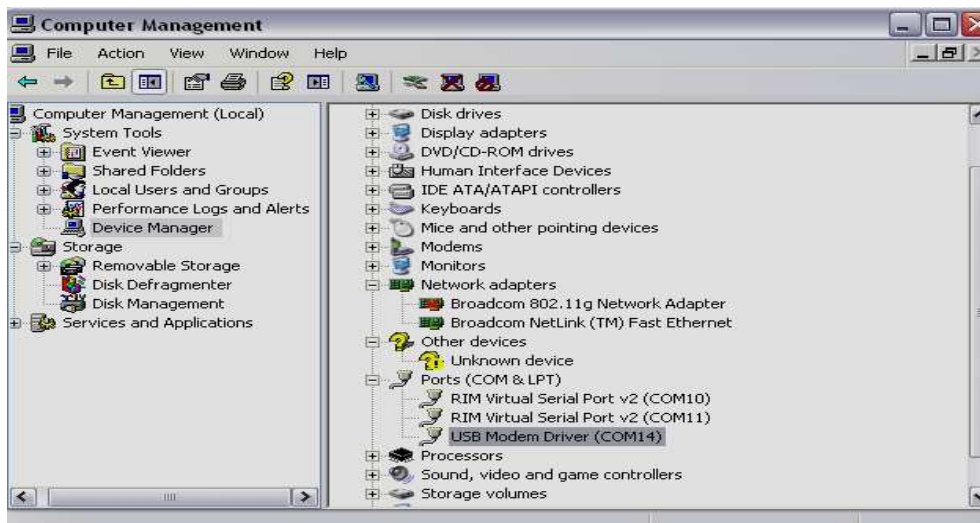 Computer Management
File Action View Window Help
Computer Management (Local)
System Tools
Event Viewer
Shared Folders
Local Users and Groups
Performance Logs and Alerts
Device Manager
Storage
Removable Storage
Disk Defragmenter
Disk Management
Services and Applications
Disk drives
Display adapters
DVD/CD-ROM drives
Human Interface Devices
IDE ATA/ATAPI controllers
Keyboards
Mice and other pointing devices
Modems
Monitors
Network adapters
Broadcom 802.11g Network Adapter
Broadcom NetLink (TM) Fast Ethernet
Other devices
Unknown device
Ports (COM & LPT)
RIM Virtual Serial Port v2 (COM10)
RIM Virtual Serial Port v2 (COM11)
USB Modem Driver (COM14)
Processors
Sound, video and game controllers
Storage volumes